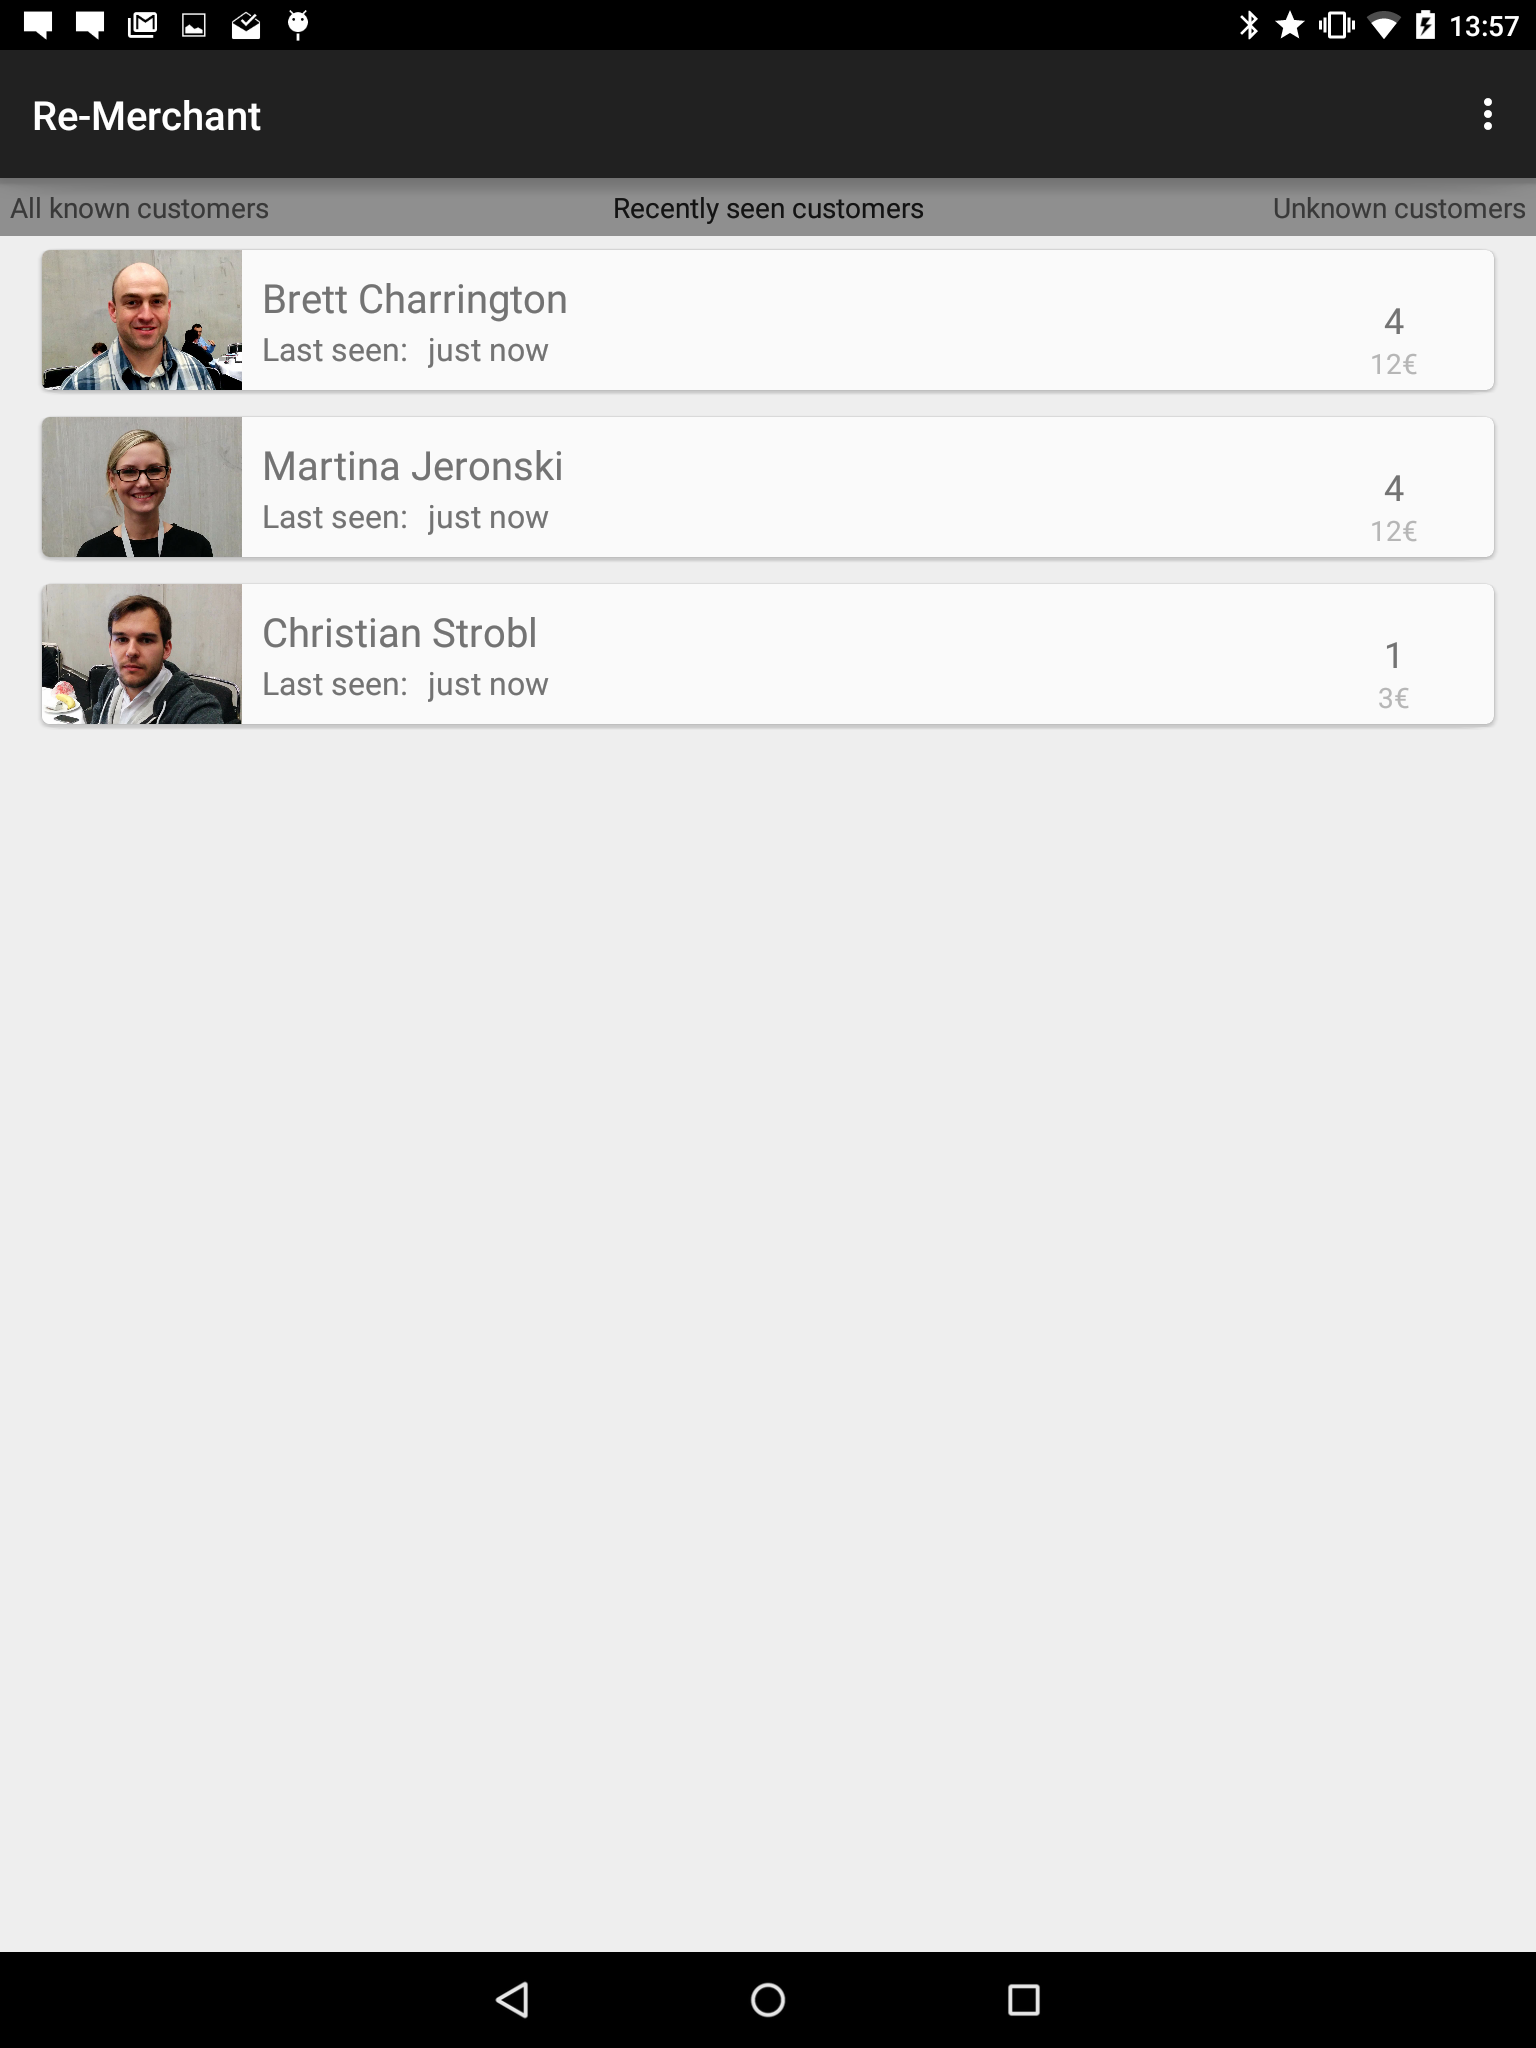 13:57
Re-Merchant
All known customers Recently seen customers Unknown customers
Brett Charrington
Last seen: just now
4
12€
Martina Jeronski
Last seen: just now
4
12€
Christian Strobl
Last seen: just now
1
3€